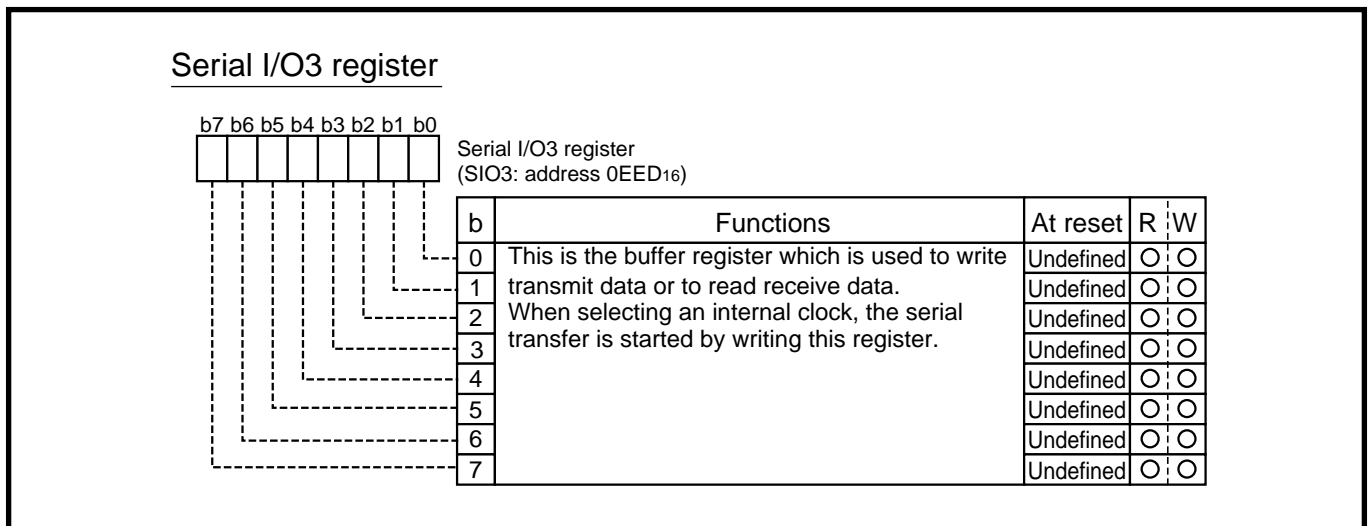 Serial I/O3 register
b7 b6 b5 b4 b3 b2 b1 b0
Serial I/O3 register
(SIO3: address 0EED16)
b Functions At reset R W
0 This is the buffer register which is used to write Undefined O O
1 transmit data or to read receive data. Undefined O O
2 When selecting an internal clock, the serial Undefined O O
3 transfer is started by writing this register. Undefined O O
4 Undefined O O
5 Undefined O O
6 Undefined O O
7 Undefined O O